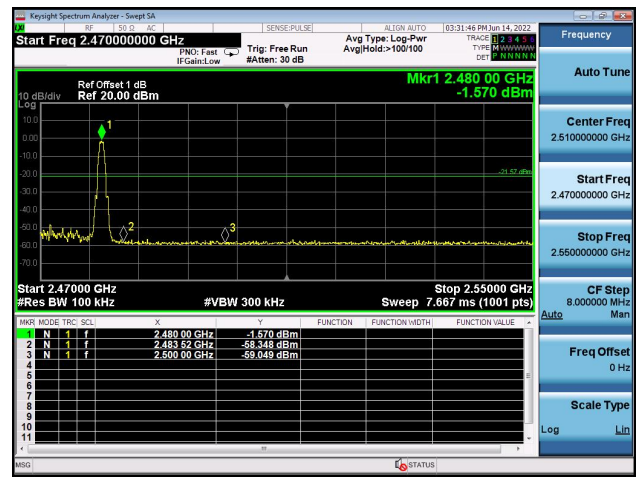 Keysight Spectrum Analyzer - Swept SA
RF 50 Ω AC SENSE:PULSE ALIGN AUTO 03:31:46 PM Jun 14, 2022
Start Freq 2.470000000 GHz
PNO: Fast
IFGain:Low
Trig: Free Run
#Atten: 30 dB
Avg Type: Log-Pwr
Avg|Hold:>100/100
TRACE 1 2 3 4 5 6
TYPE M W W W W W
DET P N N N N N
Frequency
Auto Tune
Center Freq
2.510000000 GHz
Start Freq
2.470000000 GHz
Stop Freq
2.550000000 GHz
CF Step
8.000000 MHz
Auto Man
Freq Offset
0 Hz
Scale Type
Log Lin
Ref Offset 1 dB
10 dB/div Ref 20.00 dBm
Log
Mkr1 2.480 00 GHz
-1.570 dBm
10.0
0.00
-10.0
-20.0
-30.0
-40.0
-50.0
-60.0
-70.0
1
2
3
-21.57 dBm
Start 2.47000 GHz Stop 2.55000 GHz
#Res BW 100 kHz #VBW 300 kHz Sweep 7.667 ms (1001 pts)
MKR MODE TRC SCL X Y FUNCTION FUNCTION WIDTH FUNCTION VALUE
1 N 1 f 2.480 00 GHz -1.570 dBm
2 N 1 f 2.483 52 GHz -58.348 dBm
3 N 1 f 2.500 00 GHz -59.049 dBm
4
5
6
7
8
9
10
11
MSG STATUS